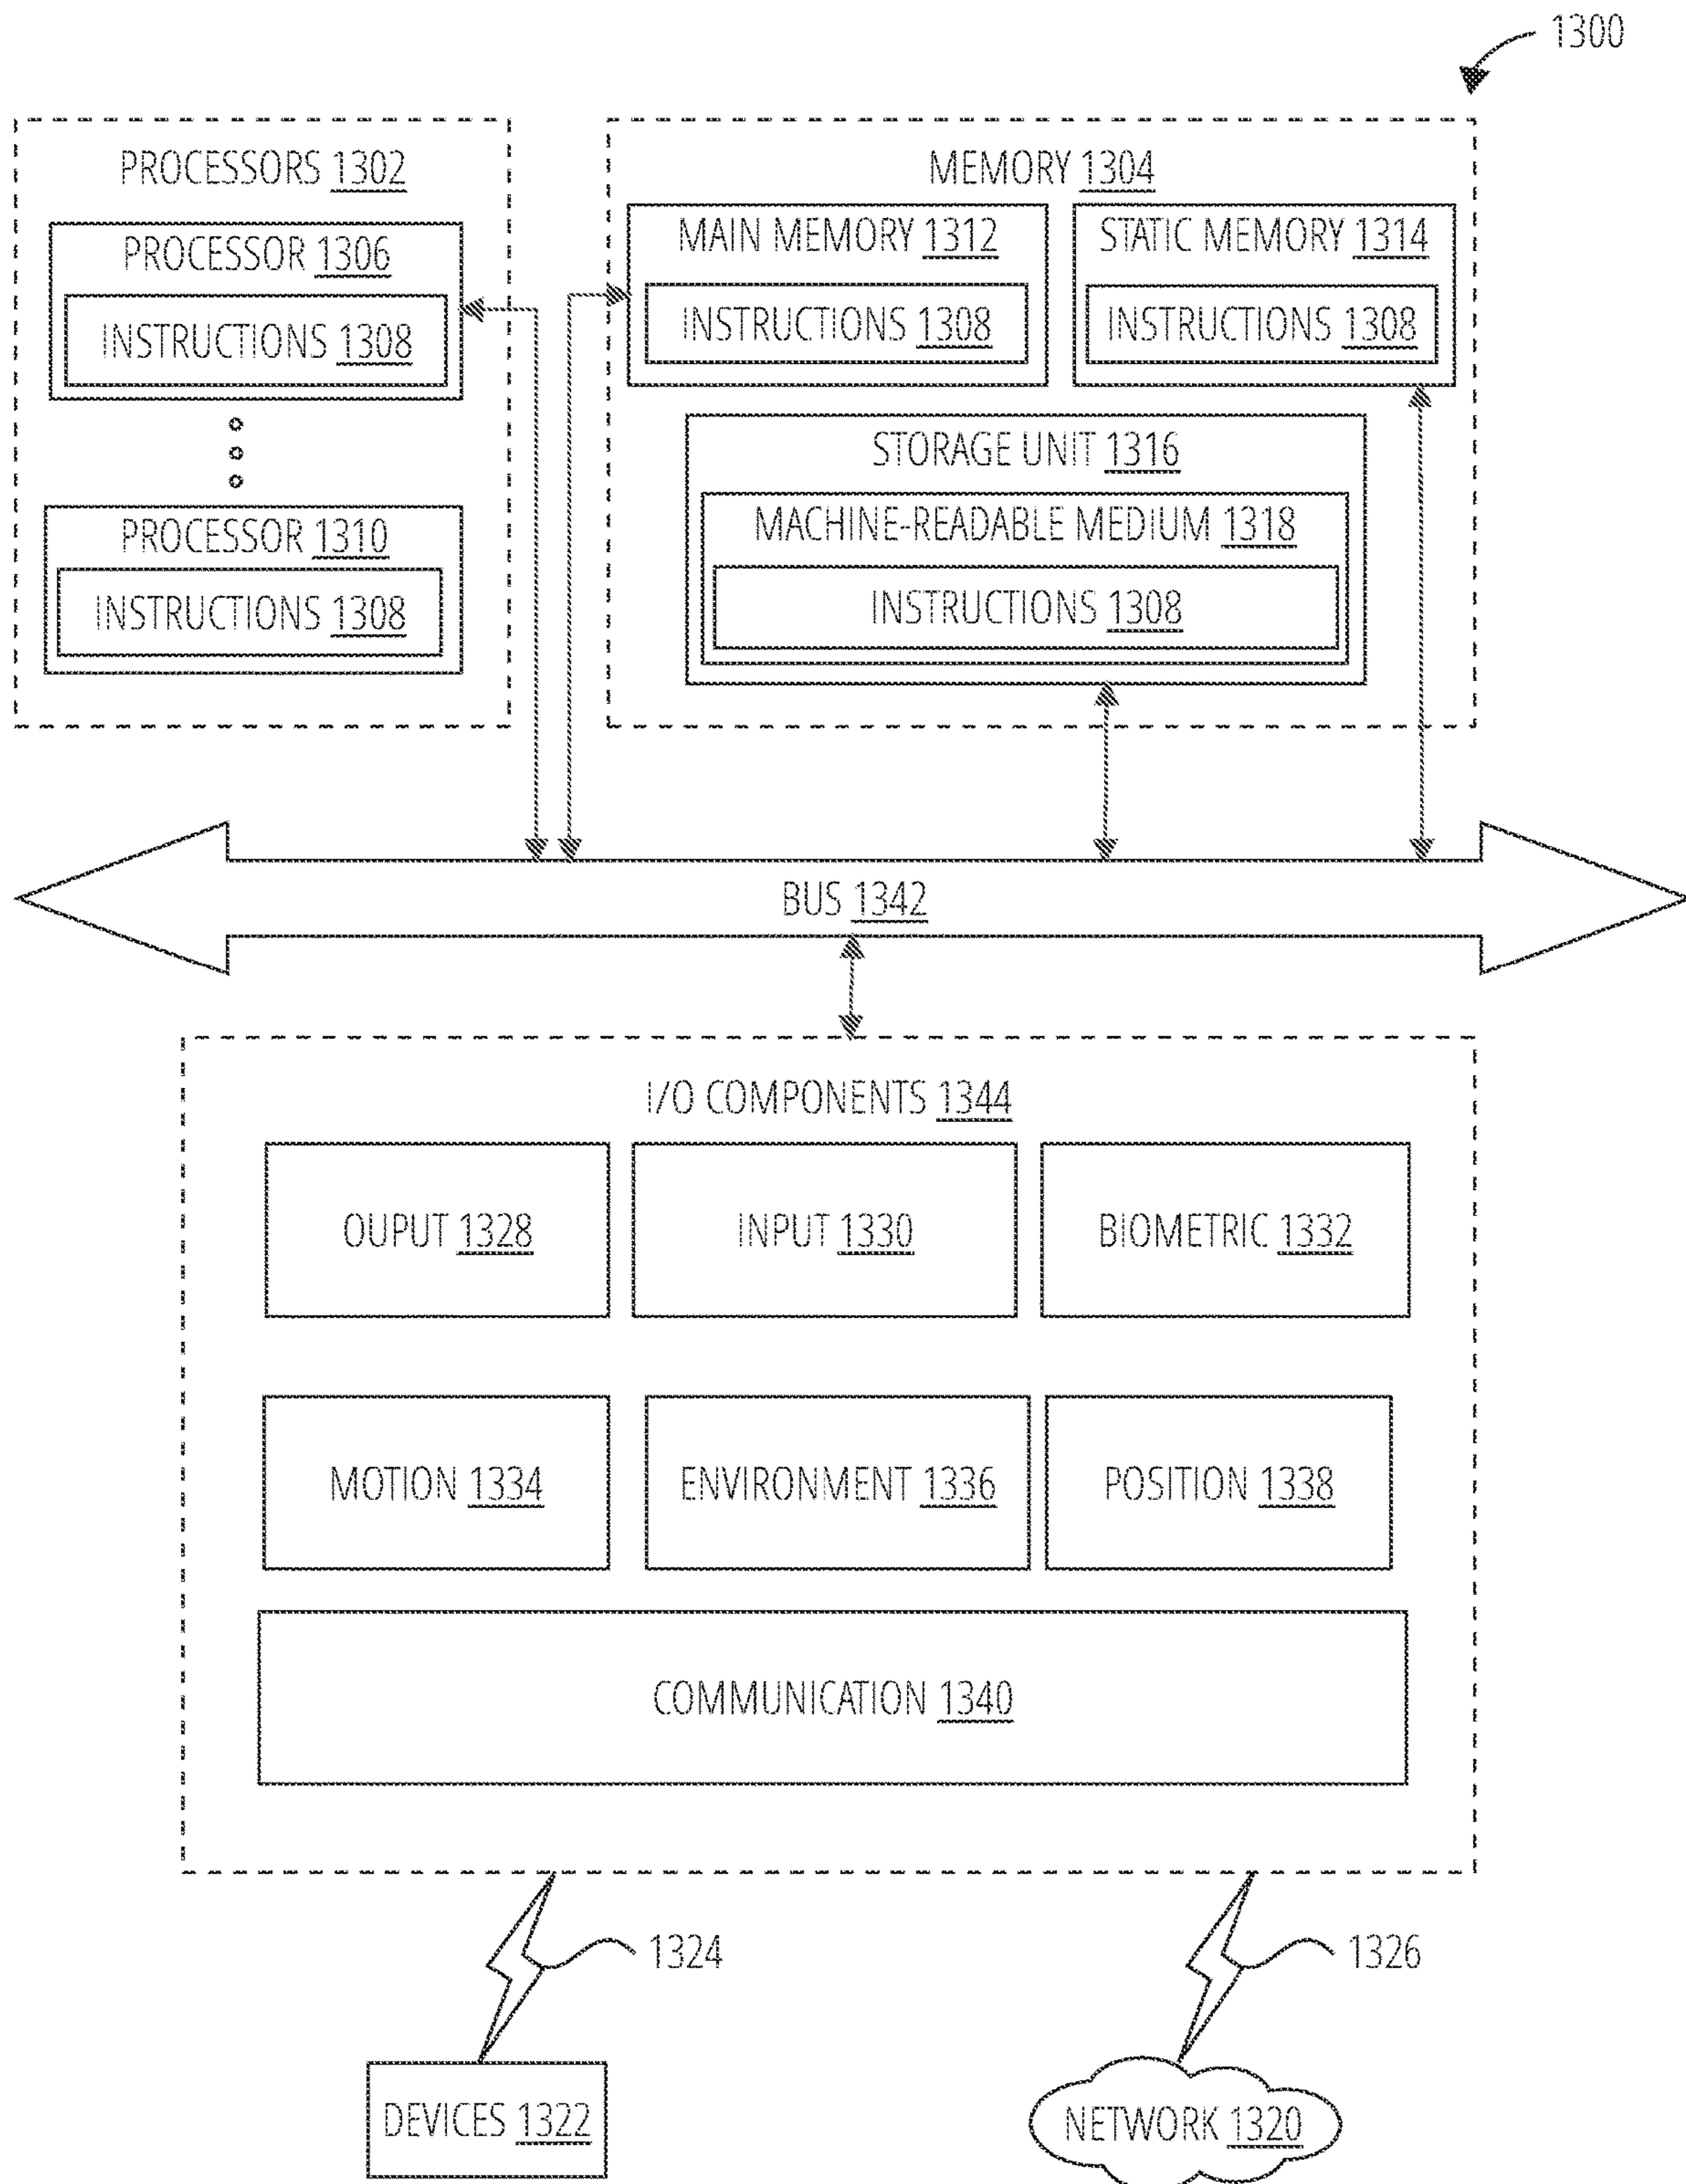 1300
PROCESSORS 1302
PROCESSOR 1306
INSTRUCTIONS 1308
PROCESSOR 1310
INSTRUCTIONS 1308
MEMORY 1304
MAIN MEMORY 1312
INSTRUCTIONS 1308
STATIC MEMORY 1314
INSTRUCTIONS 1308
STORAGE UNIT 1316
MACHINE-READABLE MEDIUM 1318
INSTRUCTIONS 1308
BUS 1342
I/O COMPONENTS 1344
OUPUT 1328
INPUT 1330
BIOMETRIC 1332
MOTION 1334
ENVIRONMENT 1336
POSITION 1338
COMMUNICATION 1340
1324
1326
DEVICES 1322
NETWORK 1320